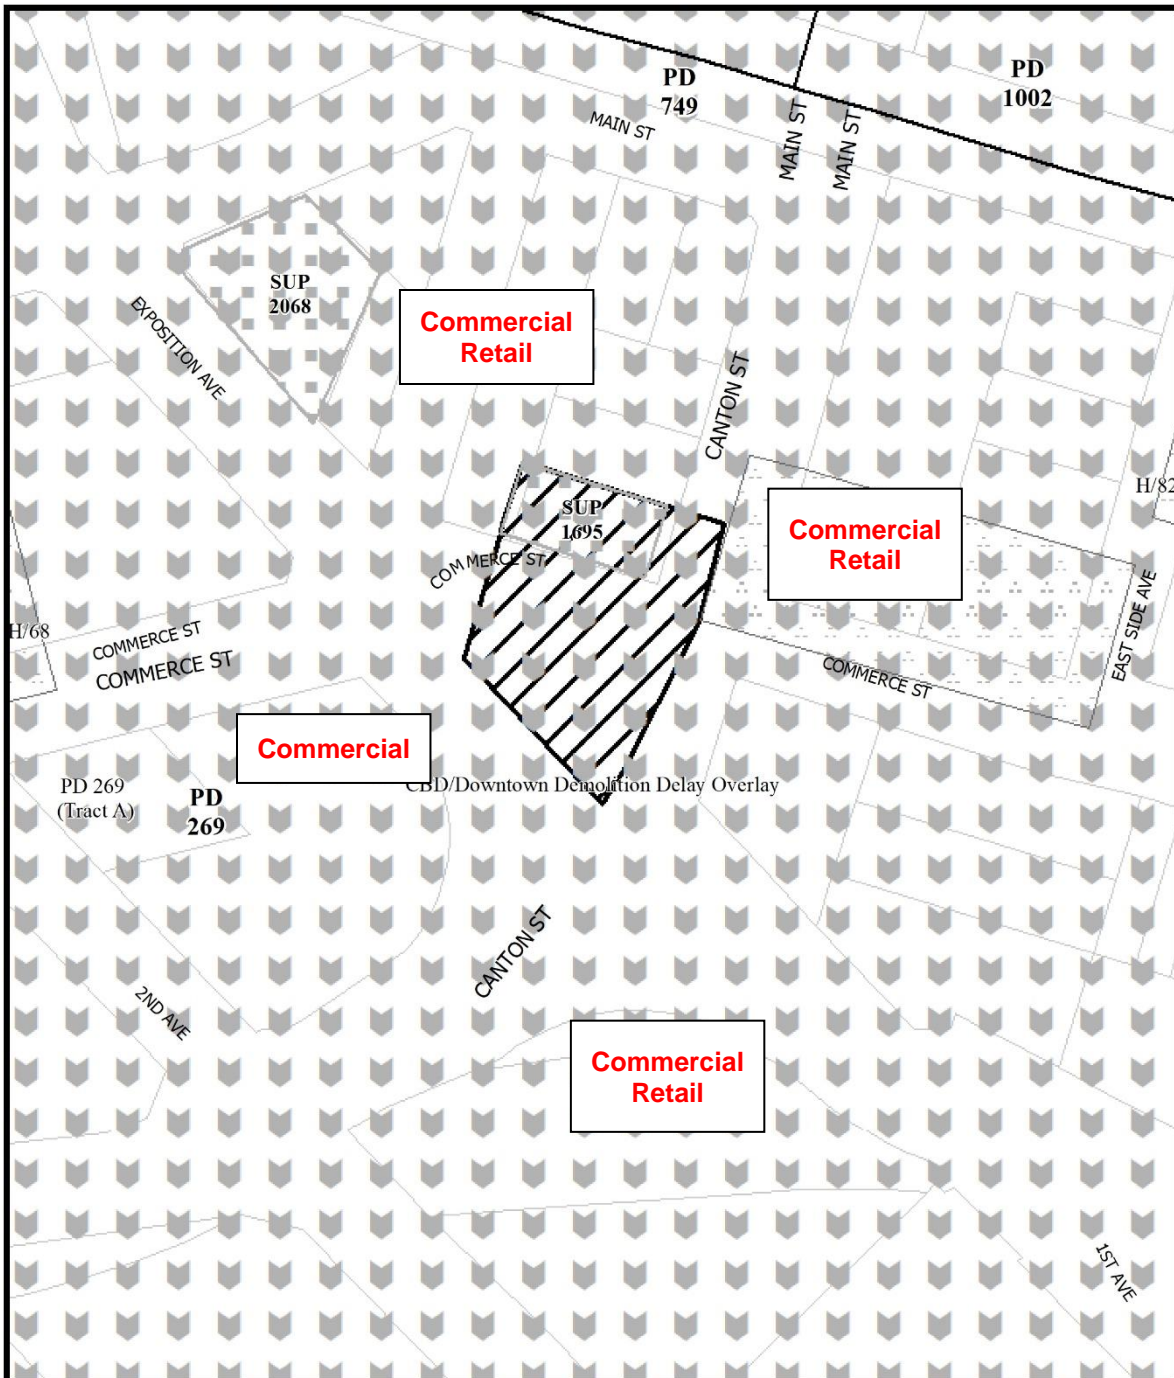 PD
749
PD
1002
MAIN ST
MAIN ST
MAIN ST
SUP
2068
EXPOSITION AVE
Commercial
Retail
CANTON ST
H/82
SUP
1695
Commercial
Retail
COMMERCE ST
EAST SIDE AVE
H/68
COMMERCE ST
COMMERCE ST
COMMERCE ST
Commercial
PD 269
(Tract A)
PD
269
CBD/Downtown Demolition Delay Overlay
CANTON ST
2ND AVE
Commercial
Retail
1ST AVE